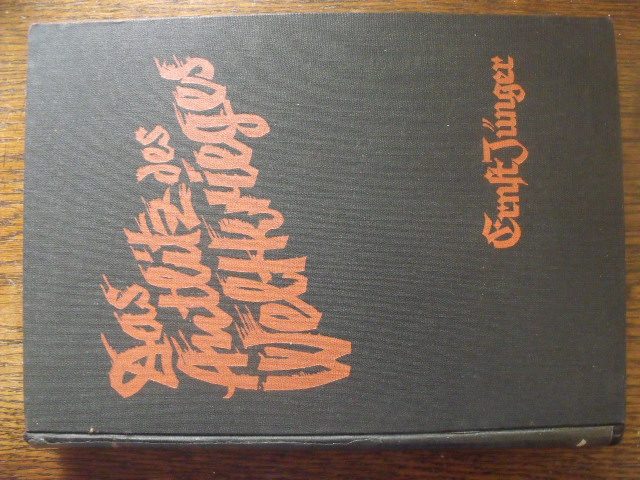 Das
Antlitz des
Weltkrieges
Ernst Jünger